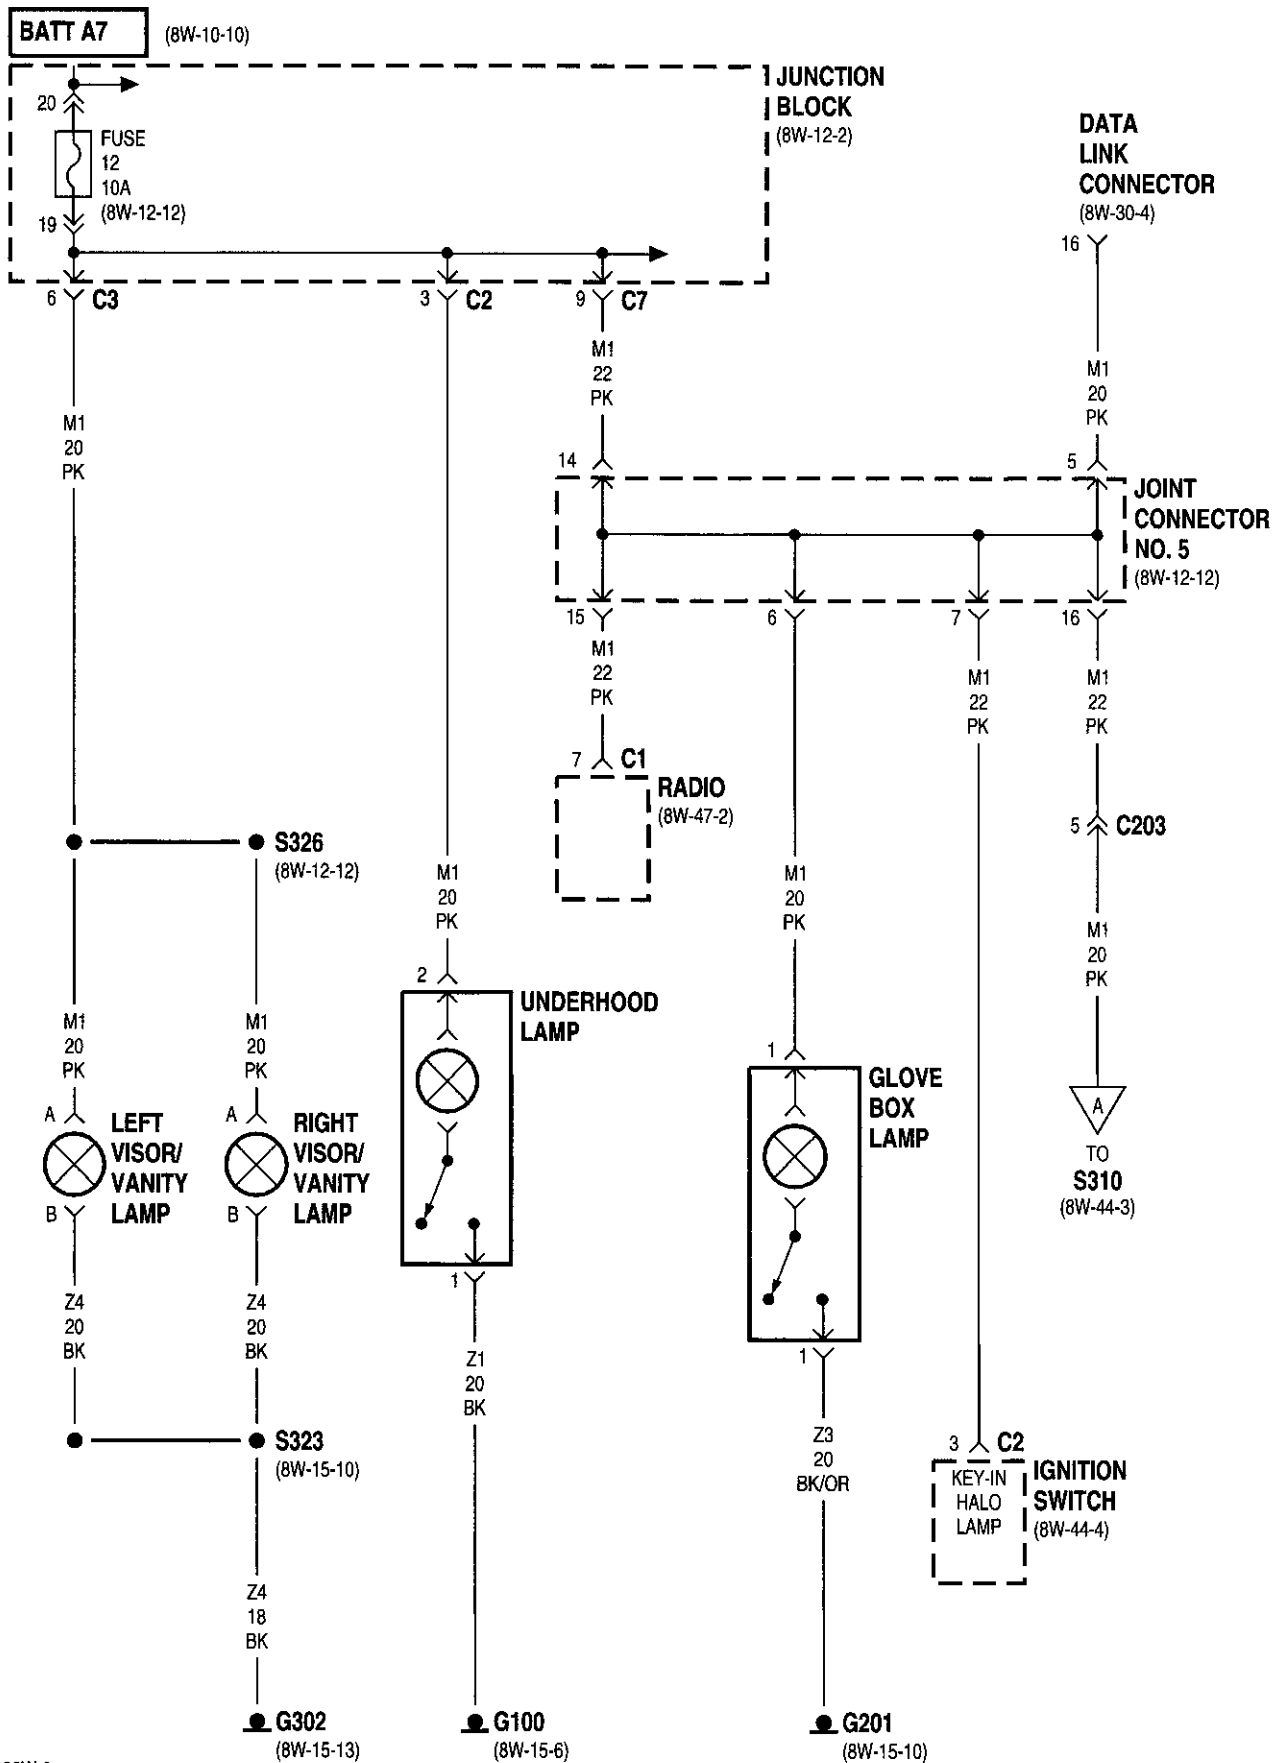 BATT A7
(8W-10-10)
JUNCTION
BLOCK
(8W-12-2)
20
FUSE
12
10A
(8W-12-12)
19
DATA
LINK
CONNECTOR
(8W-30-4)
16
6
C3
3
C2
9
C7
M1
22
PK
M1
20
PK
M1
20
PK
14
5
JOINT
CONNECTOR
NO. 5
(8W-12-12)
15
6
7
16
M1
22
PK
M1
22
PK
M1
22
PK
7
C1
RADIO
(8W-47-2)
5
C203
S326
(8W-12-12)
M1
20
PK
M1
20
PK
M1
20
PK
2
UNDERHOOD
LAMP
M1
20
PK
M1
20
PK
1
GLOVE
BOX
LAMP
A
LEFT
VISOR/
VANITY
LAMP
B
A
RIGHT
VISOR/
VANITY
LAMP
B
A
TO
S310
(8W-44-3)
1
Z4
20
BK
Z4
20
BK
Z1
20
BK
1
S323
(8W-15-10)
Z3
20
BK/OR
3
C2
KEY-IN
HALO
LAMP
IGNITION
SWITCH
(8W-44-4)
Z4
18
BK
G302
(8W-15-13)
G100
(8W-15-6)
G201
(8W-15-10)